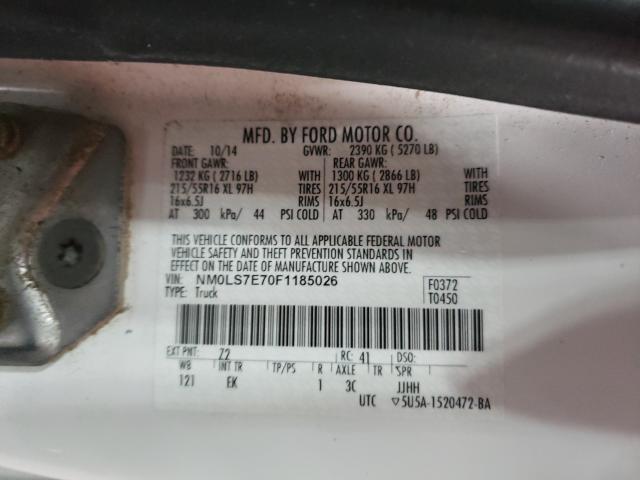 MFD. BY FORD MOTOR CO.
DATE: 10/14 GVWR: 2390 KG ( 5270 LB)
FRONT GAWR: REAR GAWR:
1232 KG ( 2716 LB) WITH 1300 KG ( 2866 LB) WITH
215/55R16 XL 97H TIRES 215/55R16 XL 97H TIRES
16x6.5J RIMS 16x6.5J RIMS
AT 300 kPa/ 44 PSI COLD AT 330 kPa/ 48 PSI COLD
THIS VEHICLE CONFORMS TO ALL APPLICABLE FEDERAL MOTOR
VEHICLE SAFETY AND THEFT PREVENTION STANDARDS IN
EFFECT ON THE DATE OF MANUFACTURE SHOWN ABOVE.
VIN: NM0LS7E70F1185026 F0372
TYPE: Truck T0450
EXT PNT: Z2 RC: 41 DSO:
WB INT TR TP/PS R AXLE TR SPR
121 EK 1 3C JJHH
UTC ▽5U5A-1520472-BA